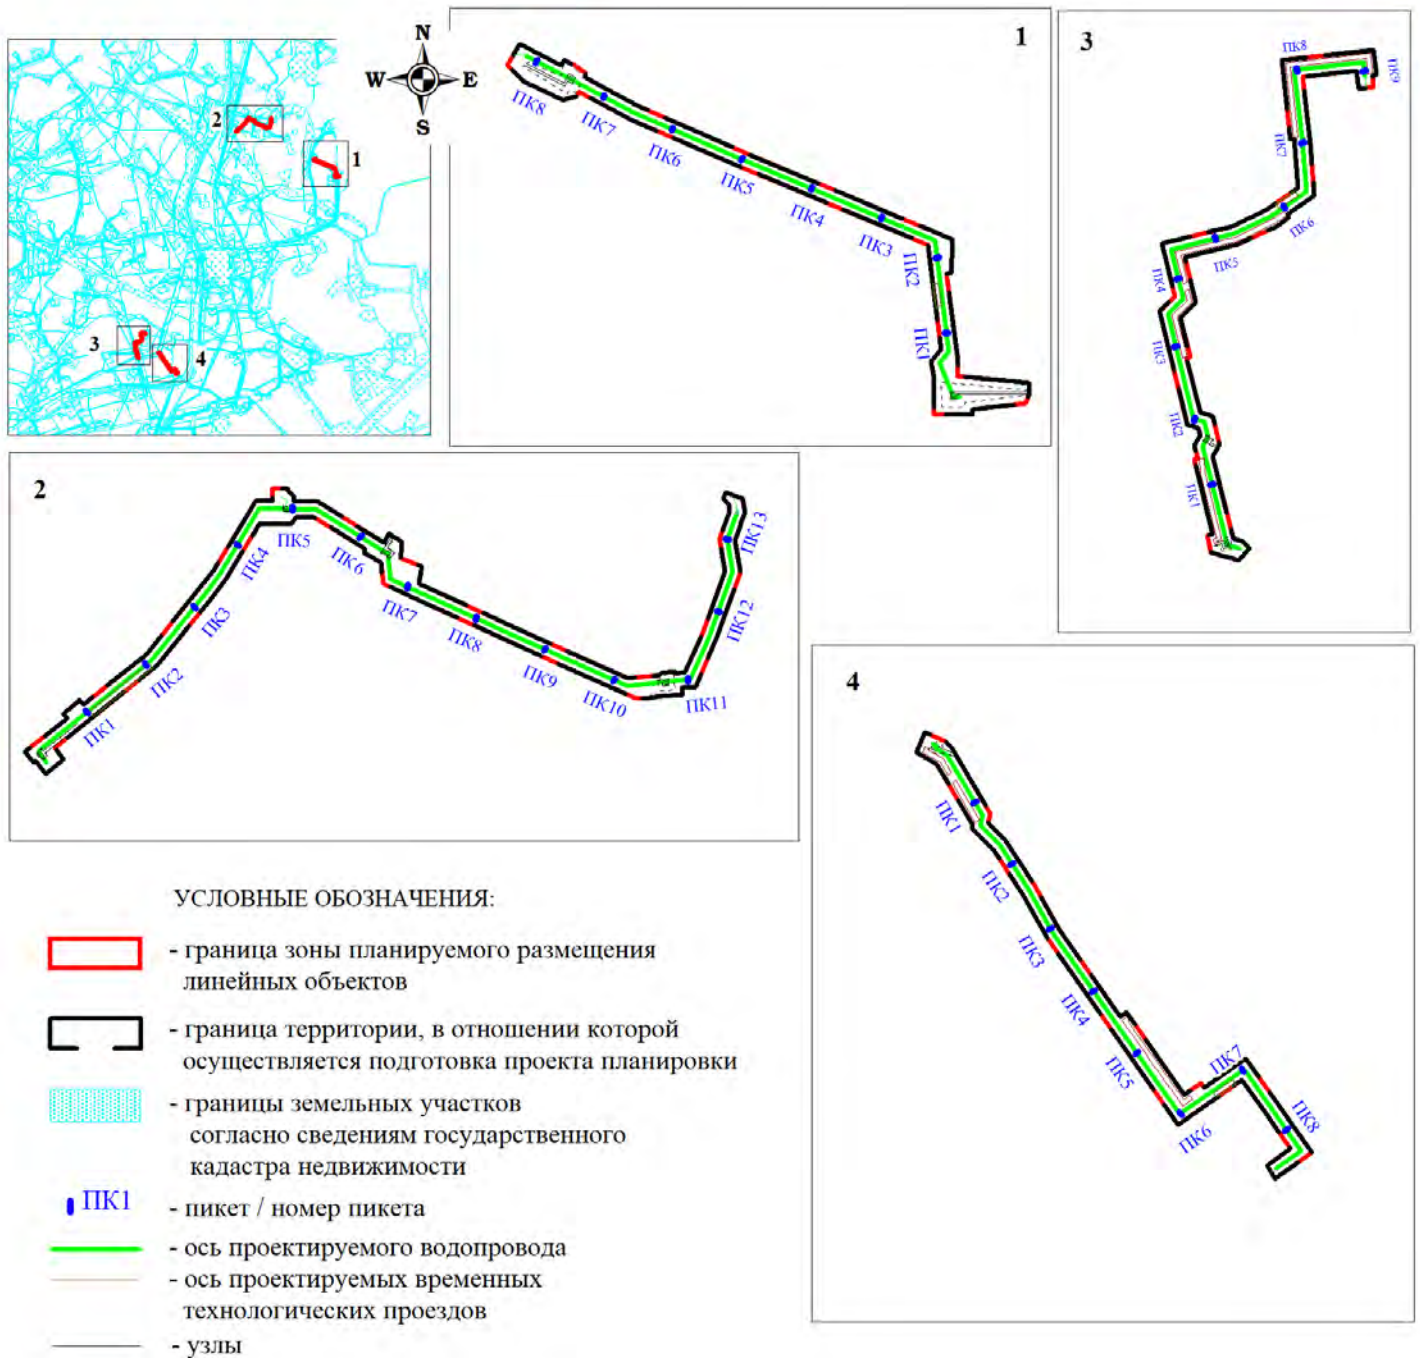 N
W E
S
2
1
3
4
1
ПК8
ПК7
ПК6
ПК5
ПК4
ПК3
ПК2
ПК1
3
ПК8
ПК9
ПК7
ПК6
ПК5
ПК4
ПК3
ПК2
ПК1
2
ПК1
ПК2
ПК3
ПК4
ПК5
ПК6
ПК7
ПК8
ПК9
ПК10
ПК11
ПК12
ПК13
4
ПК1
ПК2
ПК3
ПК4
ПК5
ПК6
ПК7
ПК8
УСЛОВНЫЕ ОБОЗНАЧЕНИЯ:
- граница зоны планируемого размещения
линейных объектов
- граница территории, в отношении которой
осуществляется подготовка проекта планировки
- границы земельных участков
согласно сведениям государственного
кадастра недвижимости
ПК1 - пикет / номер пикета
- ось проектируемого водопровода
- ось проектируемых временных
технологических проездов
- узлы